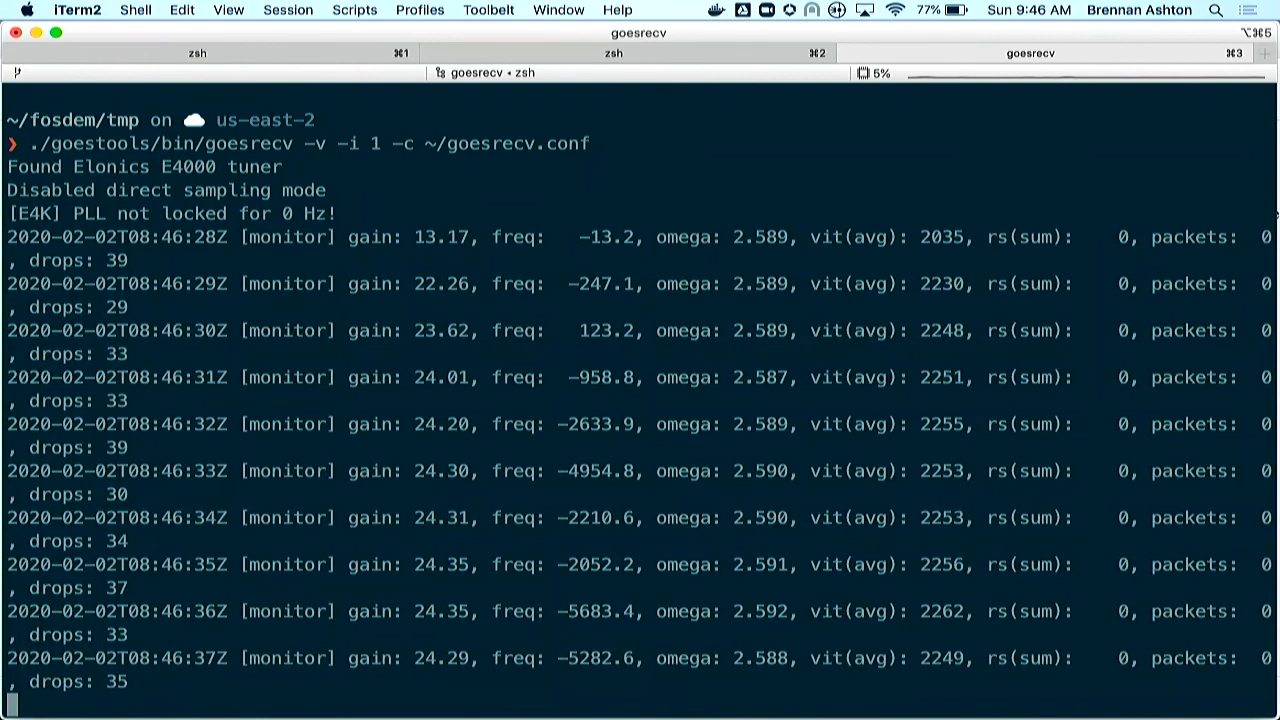 iTerm2 Shell Edit View Session Scripts Profiles Toolbelt Window Help 77% Sun 9:46 AM Brennan Ashton
goesrecv ⌥⌘5
zsh ⌘1 zsh ⌘2 goesrecv ⌘3
goesrecv • zsh 5%
~/fosdem/tmp on us-east-2
❯ ./goestools/bin/goesrecv -v -i 1 -c ~/goesrecv.conf
Found Elonics E4000 tuner
Disabled direct sampling mode
[E4K] PLL not locked for 0 Hz!
2020-02-02T08:46:28Z [monitor] gain: 13.17, freq:   -13.2, omega: 2.589, vit(avg): 2035, rs(sum):    0, packets:  0
, drops: 39
2020-02-02T08:46:29Z [monitor] gain: 22.26, freq:  -247.1, omega: 2.589, vit(avg): 2230, rs(sum):    0, packets:  0
, drops: 29
2020-02-02T08:46:30Z [monitor] gain: 23.62, freq:   123.2, omega: 2.589, vit(avg): 2248, rs(sum):    0, packets:  0
, drops: 33
2020-02-02T08:46:31Z [monitor] gain: 24.01, freq:  -958.8, omega: 2.587, vit(avg): 2251, rs(sum):    0, packets:  0
, drops: 33
2020-02-02T08:46:32Z [monitor] gain: 24.20, freq: -2633.9, omega: 2.589, vit(avg): 2255, rs(sum):    0, packets:  0
, drops: 39
2020-02-02T08:46:33Z [monitor] gain: 24.30, freq: -4954.8, omega: 2.590, vit(avg): 2253, rs(sum):    0, packets:  0
, drops: 30
2020-02-02T08:46:34Z [monitor] gain: 24.31, freq: -2210.6, omega: 2.590, vit(avg): 2253, rs(sum):    0, packets:  0
, drops: 34
2020-02-02T08:46:35Z [monitor] gain: 24.35, freq: -2052.2, omega: 2.591, vit(avg): 2256, rs(sum):    0, packets:  0
, drops: 37
2020-02-02T08:46:36Z [monitor] gain: 24.35, freq: -5683.4, omega: 2.592, vit(avg): 2262, rs(sum):    0, packets:  0
, drops: 33
2020-02-02T08:46:37Z [monitor] gain: 24.29, freq: -5282.6, omega: 2.588, vit(avg): 2249, rs(sum):    0, packets:  0
, drops: 35